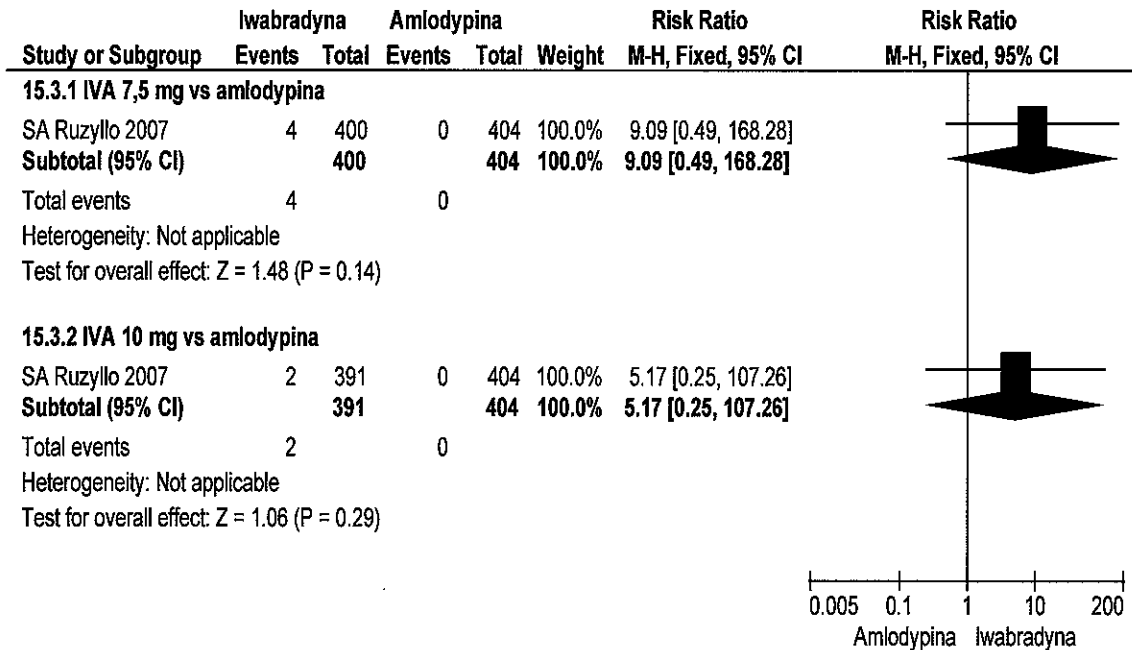 Iwabradyna Amlodypina Risk Ratio Risk Ratio
Study or Subgroup Events Total Events Total Weight M-H, Fixed, 95% CI M-H, Fixed, 95% CI
15.3.1 IVA 7,5 mg vs amlodypina
SA Ruzyllo 2007 4 400 0 404 100.0% 9.09 [0.49, 168.28]
Subtotal (95% CI) 400 404 100.0% 9.09 [0.49, 168.28]
Total events 4 0
Heterogeneity: Not applicable
Test for overall effect: Z = 1.48 (P = 0.14)
15.3.2 IVA 10 mg vs amlodypina
SA Ruzyllo 2007 2 391 0 404 100.0% 5.17 [0.25, 107.26]
Subtotal (95% CI) 391 404 100.0% 5.17 [0.25, 107.26]
Total events 2 0
Heterogeneity: Not applicable
Test for overall effect: Z = 1.06 (P = 0.29)
0.005 0.1 1 10 200
Amlodypina Iwabradyna